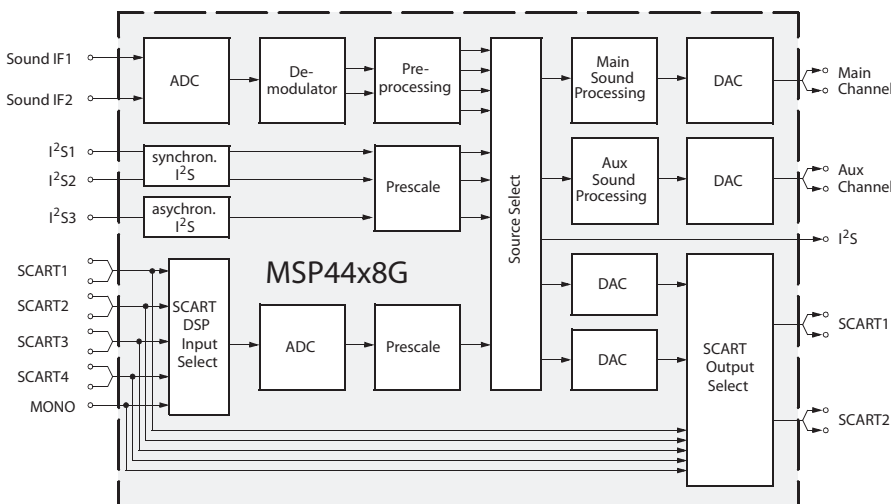 Sound IF1
Sound IF2
ADC
De-
modulator
Pre-
processing
Main
Sound
Processing
DAC
Main
Channel
I²S1
I²S2
I²S3
synchron.
I²S
asychron.
I²S
Prescale
Source Select
Aux
Sound
Processing
DAC
Aux
Channel
I²S
MSP44x8G
SCART1
SCART2
SCART3
SCART4
MONO
SCART
DSP
Input
Select
ADC
Prescale
DAC
DAC
SCART
Output
Select
SCART1
SCART2